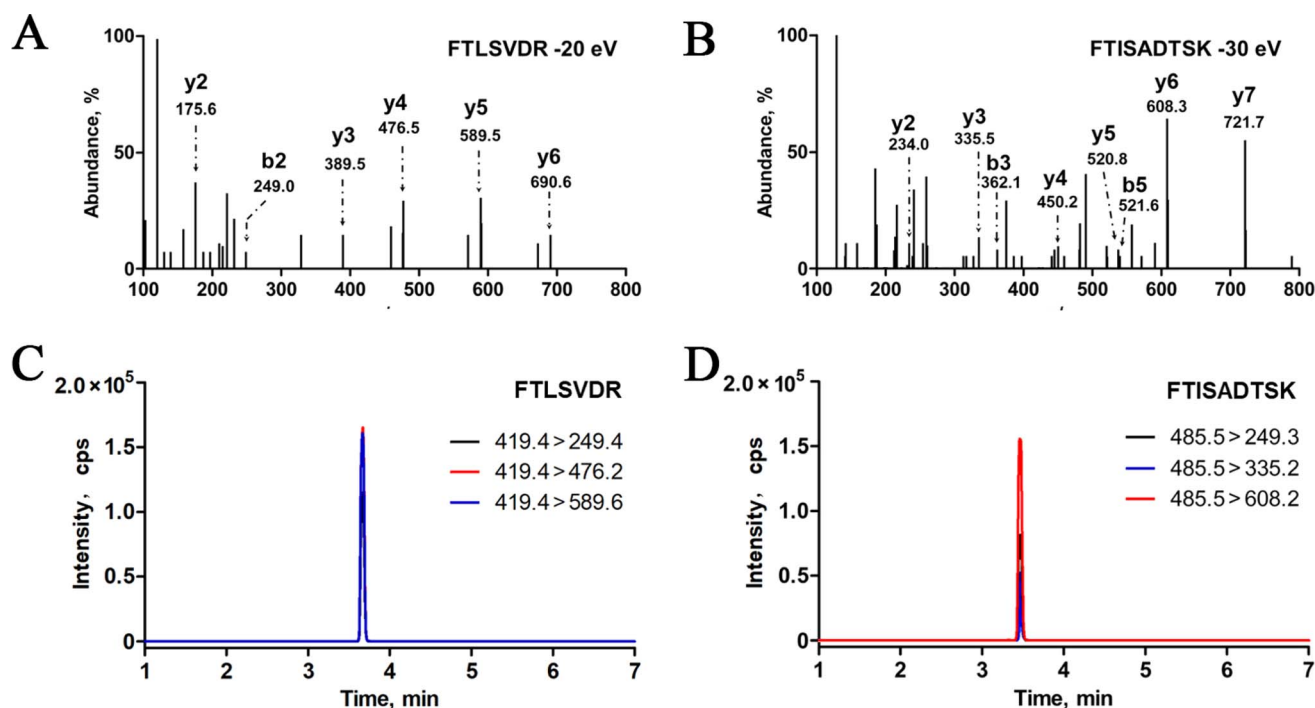 A
FTLSVDR -20 eV
Abundance, %
100
50
0
y2
175.6
b2
249.0
y3
389.5
y4
476.5
y5
589.5
y6
690.6
100 200 300 400 500 600 700 800
B
FTISADTSK -30 eV
Abundance, %
100
50
0
y2
234.0
y3
335.5
b3
362.1
y4
450.2
y5
520.8
b5
521.6
y6
608.3
y7
721.7
100 200 300 400 500 600 700 800
C
FTLSVDR
Intensity, cps
2.0×10⁵
1.5
1.0
0.5
0
419.4>249.4
419.4>476.2
419.4>589.6
1 2 3 4 5 6 7
Time, min
D
FTISADTSK
Intensity, cps
2.0×10⁵
1.5
1.0
0.5
0
485.5>249.3
485.5>335.2
485.5>608.2
1 2 3 4 5 6 7
Time, min